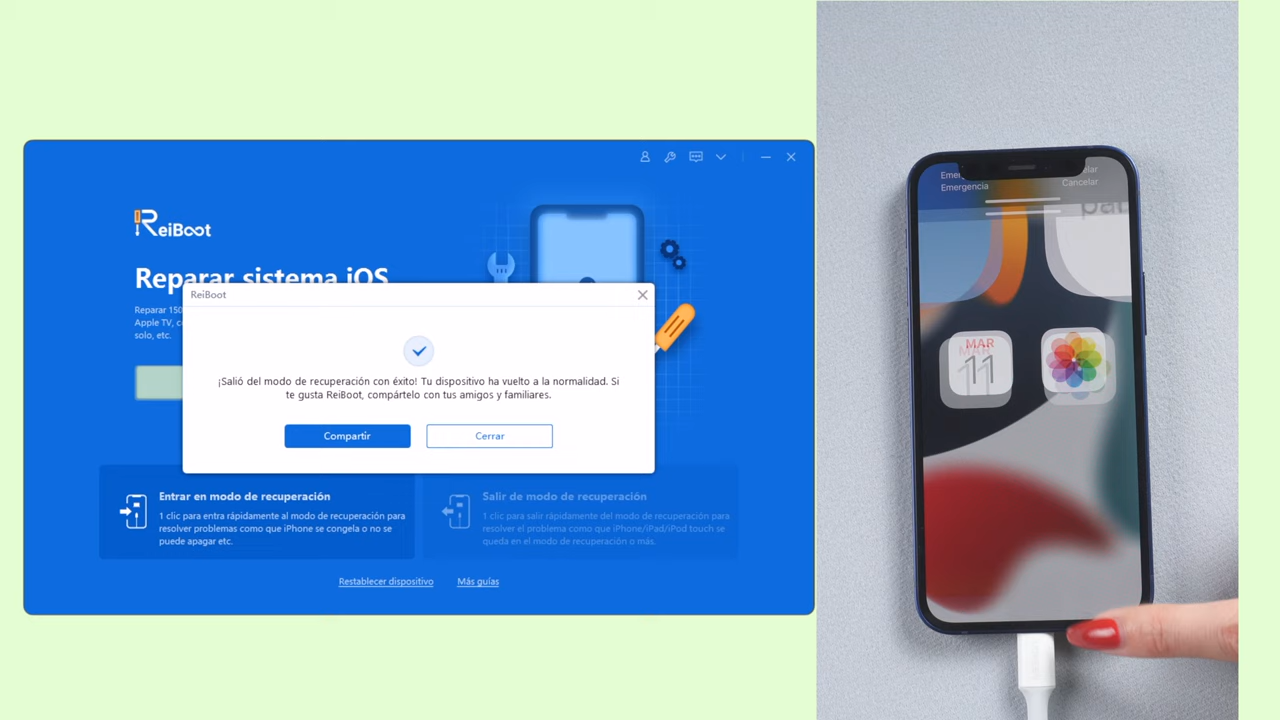 ReiBoot
Reparar sistema iOS
Reparar 150
Apple TV, c
solo, etc.
ReiBoot
¡Salió del modo de recuperación con éxito! Tu dispositivo ha vuelto a la normalidad. Si
te gusta ReiBoot, compártelo con tus amigos y familiares.
Compartir
Cerrar
Entrar en modo de recuperación
1 clic para entra rápidamente al modo de recuperación para
resolver problemas como que iPhone se congela o no se
puede apagar etc.
Salir de modo de recuperación
1 clic para salir rápidamente del modo de recuperación para
resolver el problema como que iPhone/iPad/iPod touch se
queda en el modo de recuperación o más.
Restablecer dispositivo
Más guías
Emergencia
Cancelar
MAR
11